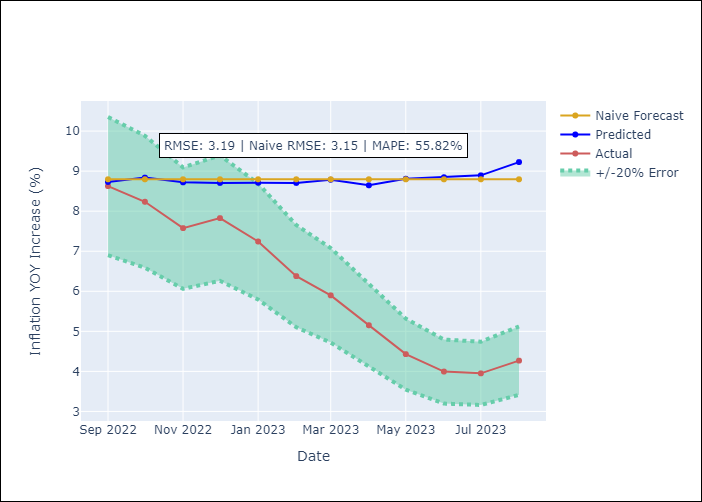 RMSE: 3.19 | Naive RMSE: 3.15 | MAPE: 55.82%
Naive Forecast
Predicted
Actual
+/-20% Error
Inflation YOY Increase (%)
10
9
8
7
6
5
4
3
Sep 2022
Nov 2022
Jan 2023
Mar 2023
May 2023
Jul 2023
Date